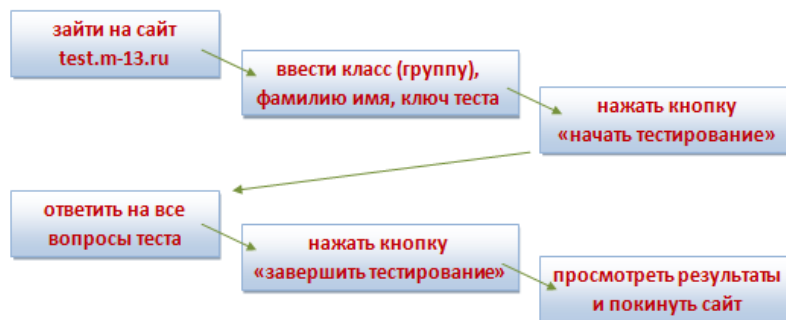 зайти на сайт
test.m-13.ru
ввести класс (группу),
фамилию имя, ключ теста
нажать кнопку
«начать тестирование»
ответить на все
вопросы теста
нажать кнопку
«завершить тестирование»
просмотреть результаты
и покинуть сайт